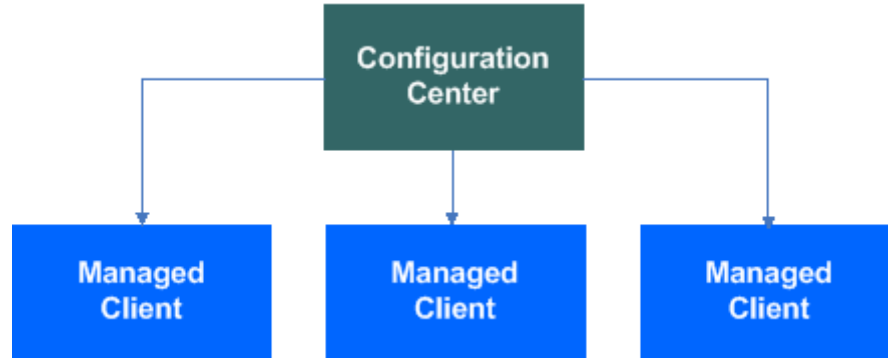 Configuration
Center
Managed
Client
Managed
Client
Managed
Client